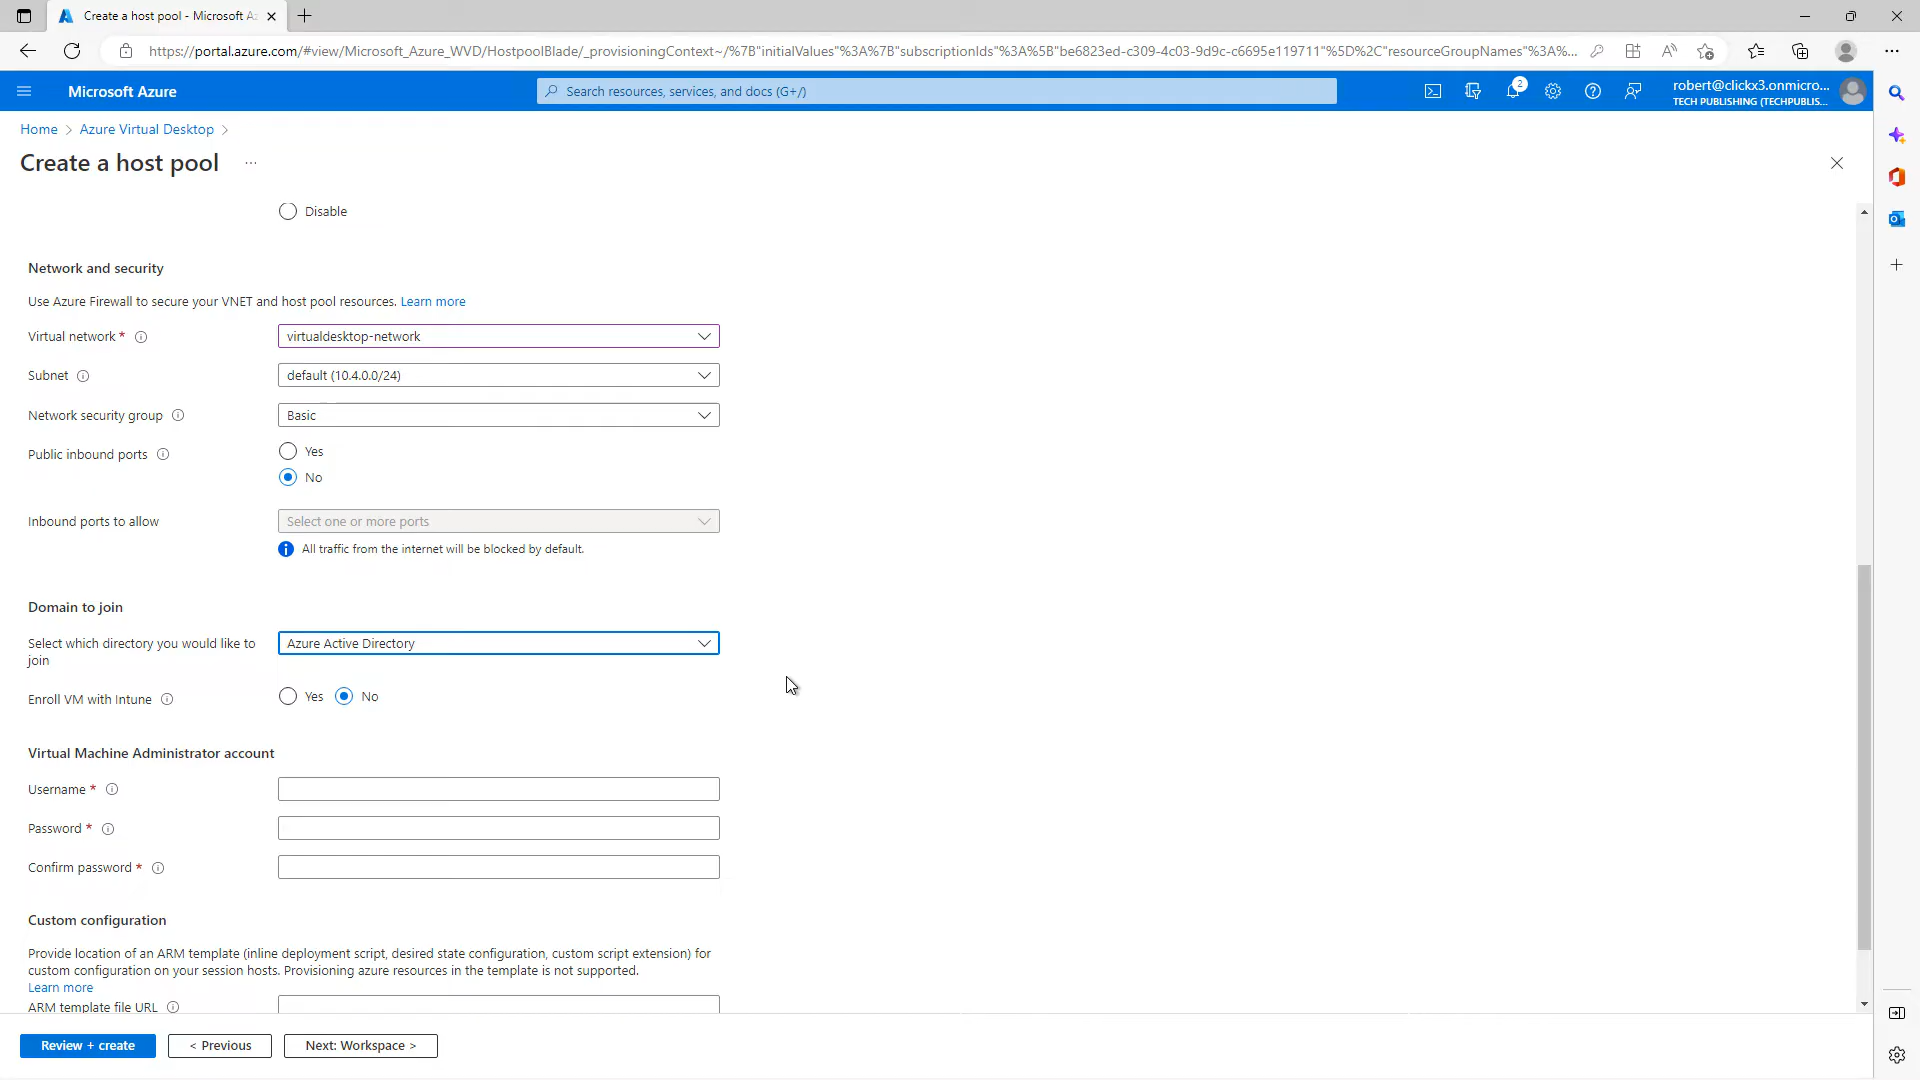 Create a host pool - Microsoft Az
https://portal.azure.com/#view/Microsoft_Azure_WVD/HostpoolBlade/_provisioningContext~/%7B"initialValues"%3A%7B"subscriptionIds"%3A%5B"be6823ed-c309-4c03-9d9c-c6695e119711"%5D%2C"resourceGroupNames"%3A%...
Microsoft Azure
Search resources, services, and docs (G+/)
2
robert@clickx3.onmicro...
TECH PUBLISHING (TECHPUBLIS...
Home > Azure Virtual Desktop >
Create a host pool ...
Disable
Network and security
Use Azure Firewall to secure your VNET and host pool resources. Learn more
Virtual network * virtualdesktop-network
Subnet default (10.4.0.0/24)
Network security group Basic
Public inbound ports Yes
No
Inbound ports to allow Select one or more ports
All traffic from the internet will be blocked by default.
Domain to join
Select which directory you would like to Azure Active Directory
join
Enroll VM with Intune Yes No
Virtual Machine Administrator account
Username *
Password *
Confirm password *
Custom configuration
Provide location of an ARM template (inline deployment script, desired state configuration, custom script extension) for
custom configuration on your session hosts. Provisioning azure resources in the template is not supported.
Learn more
ARM template file URL
Review + create < Previous Next: Workspace >